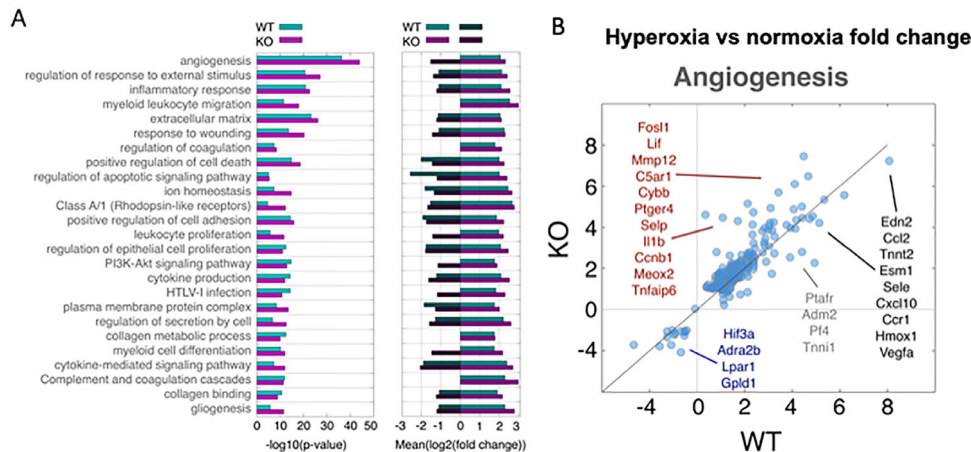 A
WT
KO
WT
KO
angiogenesis
regulation of response to external stimulus
inflammatory response
myeloid leukocyte migration
extracellular matrix
response to wounding
regulation of coagulation
positive regulation of cell death
regulation of apoptotic signaling pathway
ion homeostasis
Class A/1 (Rhodopsin-like receptors)
positive regulation of cell adhesion
leukocyte proliferation
regulation of epithelial cell proliferation
PI3K-Akt signaling pathway
cytokine production
HTLV-I infection
plasma membrane protein complex
regulation of secretion by cell
collagen metabolic process
myeloid cell differentiation
cytokine-mediated signaling pathway
Complement and coagulation cascades
collagen binding
gliogenesis
0 10 20 30 40 50
-log10(p-value)
-3 -2 -1 0 1 2 3
Mean(log2(fold change))
B
Hyperoxia vs normoxia fold change
Angiogenesis
KO
8
6
4
2
0
-4
-4 0 2 4 6 8
WT
Fosl1
Lif
Mmp12
C5ar1
Cybb
Ptger4
Selp
Il1b
Ccnb1
Meox2
Tnfaip6
Hif3a
Adra2b
Lpar1
Gpld1
Ptafr
Adm2
Pf4
Tnni1
Edn2
Ccl2
Tnnt2
Esm1
Sele
Cxcl10
Ccr1
Hmox1
Vegfa